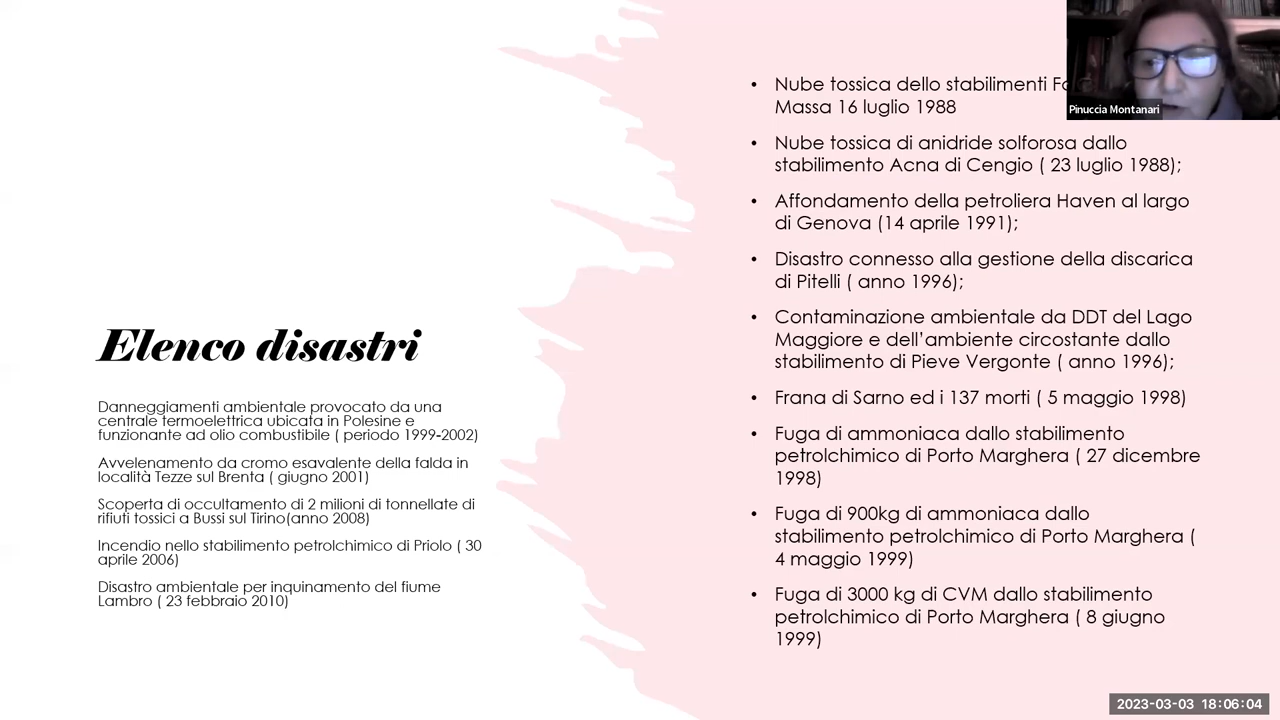 Elenco disastri
Danneggiamenti ambientale provocato da una
centrale termoelettrica ubicata in Polesine e
funzionante ad olio combustibile ( periodo 1999-2002)
Avvelenamento da cromo esavalente della falda in
località Tezze sul Brenta ( giugno 2001)
Scoperta di occultamento di 2 milioni di tonnellate di
rifiuti tossici a Bussi sul Tirino(anno 2008)
Incendio nello stabilimento petrolchimico di Priolo ( 30
aprile 2006)
Disastro ambientale per inquinamento del fiume
Lambro ( 23 febbraio 2010)
• Nube tossica dello stabilimenti
Massa 16 luglio 1988
• Nube tossica di anidride solforosa dallo
stabilimento Acna di Cengio ( 23 luglio 1988);
• Affondamento della petroliera Haven al largo
di Genova (14 aprile 1991);
• Disastro connesso alla gestione della discarica
di Pitelli ( anno 1996);
• Contaminazione ambientale da DDT del Lago
Maggiore e dell’ambiente circostante dallo
stabilimento di Pieve Vergonte ( anno 1996);
• Frana di Sarno ed i 137 morti ( 5 maggio 1998)
• Fuga di ammoniaca dallo stabilimento
petrolchimico di Porto Marghera ( 27 dicembre
1998)
• Fuga di 900kg di ammoniaca dallo
stabilimento petrolchimico di Porto Marghera (
4 maggio 1999)
• Fuga di 3000 kg di CVM dallo stabilimento
petrolchimico di Porto Marghera ( 8 giugno
1999)
Pinuccia Montanari
2023-03-03 18:06:04